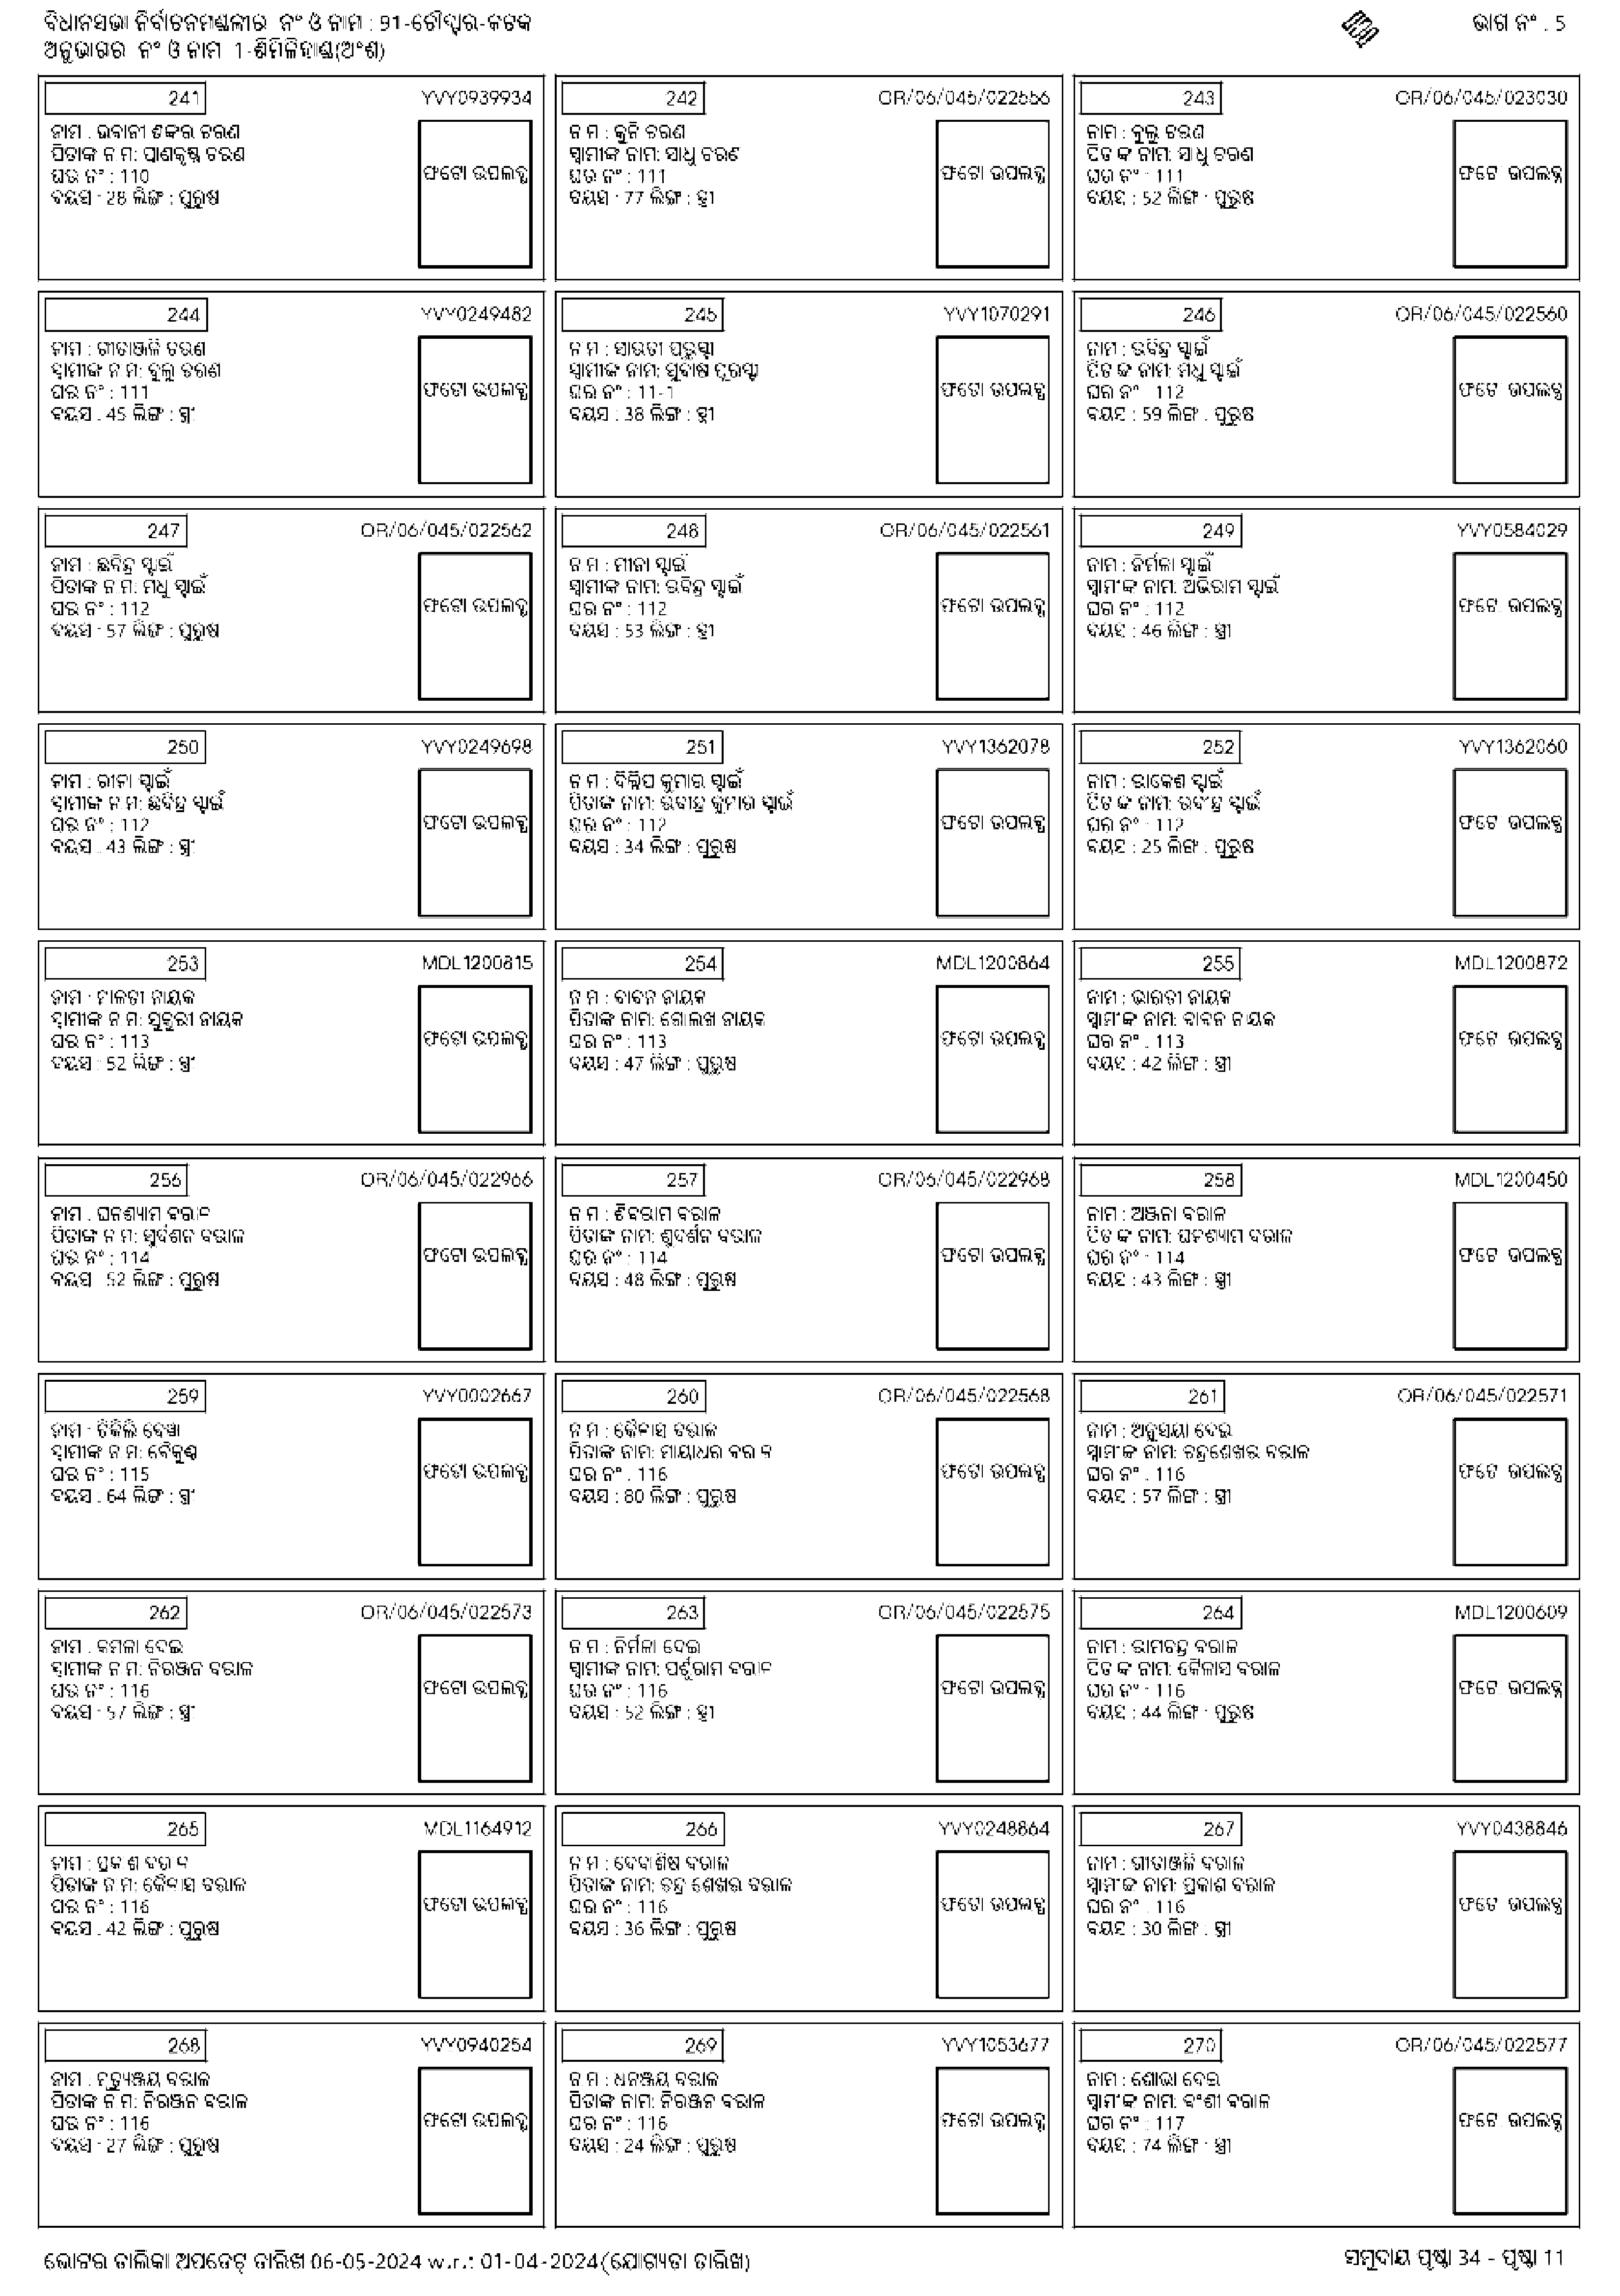 ବିଧାନସଭା ନିର୍ବାଚନମଣ୍ଡଳୀର ନଂ ଓ ନାମ : 91-ଚୌଦ୍ୱାର-କଟକ
ଭାଗ ନଂ : 5
ଅନୁଭାଗର ନଂ ଓ ନାମ 1-ଶିମିଳିହାଣ୍ଡା(ଅଂଶ)
241 YVY0939934
ନାମ : ଭବାନୀ ଶଙ୍କର ଚରଣ
ପିତାଙ୍କ ନାମ: ପ୍ରାଣକୃଷ୍ଣ ଚରଣ
ଘର ନଂ : 110
ବୟସ : 28 ଲିଙ୍ଗ : ପୁରୁଷ
ଫଟୋ ଉପଲବ୍ଧ
242 OR/06/045/022556
ନାମ : କୁନି ଚରଣ
ସ୍ୱାମୀଙ୍କ ନାମ: ସାଧୁ ଚରଣ
ଘର ନଂ : 111
ବୟସ : 77 ଲିଙ୍ଗ : ସ୍ତ୍ରୀ
ଫଟୋ ଉପଲବ୍ଧ
243 OR/06/045/023030
ନାମ : ବୁଲୁ ଚରଣ
ପିତାଙ୍କ ନାମ: ସାଧୁ ଚରଣ
ଘର ନଂ : 111
ବୟସ : 52 ଲିଙ୍ଗ : ପୁରୁଷ
ଫଟୋ ଉପଲବ୍ଧ
244 YVY0249482
ନାମ : ଗୀତାଞ୍ଜଳି ଚରଣ
ସ୍ୱାମୀଙ୍କ ନାମ: ବୁଲୁ ଚରଣ
ଘର ନଂ : 111
ବୟସ : 45 ଲିଙ୍ଗ : ସ୍ତ୍ରୀ
ଫଟୋ ଉପଲବ୍ଧ
245 YVY1070291
ନାମ : ଭାରତୀ ପୃରୁସ୍ତୀ
ସ୍ୱାମୀଙ୍କ ନାମ: ସୁବାଷ ପୂରସ୍ତୀ
ଘର ନଂ : 11-1
ବୟସ : 38 ଲିଙ୍ଗ : ସ୍ତ୍ରୀ
ଫଟୋ ଉପଲବ୍ଧ
246 OR/06/045/022560
ନାମ : ରବିନ୍ଦ୍ର ସ୍ୱାଇଁ
ପିତାଙ୍କ ନାମ: ମଧୁ ସ୍ୱାଇଁ
ଘର ନଂ : 112
ବୟସ : 59 ଲିଙ୍ଗ : ପୁରୁଷ
ଫଟୋ ଉପଲବ୍ଧ
247 OR/06/045/022562
ନାମ : ଛବିନ୍ଦ୍ର ସ୍ୱାଇଁ
ପିତାଙ୍କ ନାମ: ମଧୁ ସ୍ୱାଇଁ
ଘର ନଂ : 112
ବୟସ : 57 ଲିଙ୍ଗ : ପୁରୁଷ
ଫଟୋ ଉପଲବ୍ଧ
248 OR/06/045/022561
ନାମ : ମୀନା ସ୍ୱାଇଁ
ସ୍ୱାମୀଙ୍କ ନାମ: ରବିନ୍ଦ୍ର ସ୍ୱାଇଁ
ଘର ନଂ : 112
ବୟସ : 53 ଲିଙ୍ଗ : ସ୍ତ୍ରୀ
ଫଟୋ ଉପଲବ୍ଧ
249 YVY0584029
ନାମ : ନିର୍ମଳା ସ୍ୱାଇଁ
ସ୍ୱାମୀଙ୍କ ନାମ: ଅଭିରାମ ସ୍ୱାଇଁ
ଘର ନଂ : 112
ବୟସ : 46 ଲିଙ୍ଗ : ସ୍ତ୍ରୀ
ଫଟୋ ଉପଲବ୍ଧ
250 YVY0249698
ନାମ : ରୀନା ସ୍ୱାଇଁ
ସ୍ୱାମୀଙ୍କ ନାମ: ଛବିନ୍ଦ୍ର ସ୍ୱାଇଁ
ଘର ନଂ : 112
ବୟସ : 43 ଲିଙ୍ଗ : ସ୍ତ୍ରୀ
ଫଟୋ ଉପଲବ୍ଧ
251 YVY1362078
ନାମ : ଦିଲ୍ଲିପ କୁମାର ସ୍ୱାଇଁ
ପିତାଙ୍କ ନାମ: ରବୀନ୍ଦ୍ର କୁମାର ସ୍ୱାଇଁ
ଘର ନଂ : 112
ବୟସ : 34 ଲିଙ୍ଗ : ପୁରୁଷ
ଫଟୋ ଉପଲବ୍ଧ
252 YVY1362060
ନାମ : ରାକେଶ ସ୍ୱାଇଁ
ପିତାଙ୍କ ନାମ: ରବୀନ୍ଦ୍ର ସ୍ୱାଇଁ
ଘର ନଂ : 112
ବୟସ : 25 ଲିଙ୍ଗ : ପୁରୁଷ
ଫଟୋ ଉପଲବ୍ଧ
253 MDL1200815
ନାମ : ମାଳତୀ ନାୟକ
ସ୍ୱାମୀଙ୍କ ନାମ: ସୁକୁରୀ ନାୟକ
ଘର ନଂ : 113
ବୟସ : 52 ଲିଙ୍ଗ : ସ୍ତ୍ରୀ
ଫଟୋ ଉପଲବ୍ଧ
254 MDL1200864
ନାମ : ବାବନ ନାୟକ
ପିତାଙ୍କ ନାମ: ଗୋଲଖ ନାୟକ
ଘର ନଂ : 113
ବୟସ : 47 ଲିଙ୍ଗ : ପୁରୁଷ
ଫଟୋ ଉପଲବ୍ଧ
255 MDL1200872
ନାମ : ଭାରତୀ ନାୟକ
ସ୍ୱାମୀଙ୍କ ନାମ: ବାବନ ନାୟକ
ଘର ନଂ : 113
ବୟସ : 42 ଲିଙ୍ଗ : ସ୍ତ୍ରୀ
ଫଟୋ ଉପଲବ୍ଧ
256 OR/06/045/022966
ନାମ : ଘନଶ୍ୟାମ ବରାଳ
ପିତାଙ୍କ ନାମ: ସୁର୍ଦଶନ ବରାଳ
ଘର ନଂ : 114
ବୟସ : 52 ଲିଙ୍ଗ : ପୁରୁଷ
ଫଟୋ ଉପଲବ୍ଧ
257 OR/06/045/022968
ନାମ : ଶିବରାମ ବରାଳ
ପିତାଙ୍କ ନାମ: ଶୁଦର୍ଶନ ବରାଳ
ଘର ନଂ : 114
ବୟସ : 48 ଲିଙ୍ଗ : ପୁରୁଷ
ଫଟୋ ଉପଲବ୍ଧ
258 MDL1200450
ନାମ : ଅଞ୍ଜନା ବରାଳ
ପିତାଙ୍କ ନାମ: ଘନଶ୍ୟାମ ବରାଳ
ଘର ନଂ : 114
ବୟସ : 43 ଲିଙ୍ଗ : ସ୍ତ୍ରୀ
ଫଟୋ ଉପଲବ୍ଧ
259 YVY0002667
ନାମ : ଟିକିଲି ଦେୱା
ସ୍ୱାମୀଙ୍କ ନାମ: ବୈକୁଣ୍ଠ
ଘର ନଂ : 115
ବୟସ : 64 ଲିଙ୍ଗ : ସ୍ତ୍ରୀ
ଫଟୋ ଉପଲବ୍ଧ
260 OR/06/045/022568
ନାମ : କୈଳାସ ବରାଳ
ପିତାଙ୍କ ନାମ: ମାୟାଧର ବରାଳ
ଘର ନଂ : 116
ବୟସ : 80 ଲିଙ୍ଗ : ପୁରୁଷ
ଫଟୋ ଉପଲବ୍ଧ
261 OR/06/045/022571
ନାମ : ଅନୁସୟା ଦେଇ
ସ୍ୱାମୀଙ୍କ ନାମ: ଚନ୍ଦ୍ରଶେଖର ବରାଳ
ଘର ନଂ : 116
ବୟସ : 57 ଲିଙ୍ଗ : ସ୍ତ୍ରୀ
ଫଟୋ ଉପଲବ୍ଧ
262 OR/06/045/022573
ନାମ : କମଳା ଦେଇ
ସ୍ୱାମୀଙ୍କ ନାମ: ନିରଞ୍ଜନ ବରାଳ
ଘର ନଂ : 116
ବୟସ : 57 ଲିଙ୍ଗ : ସ୍ତ୍ରୀ
ଫଟୋ ଉପଲବ୍ଧ
263 OR/06/045/022575
ନାମ : ନିର୍ମଳା ଦେଇ
ସ୍ୱାମୀଙ୍କ ନାମ: ପର୍ଶୁରାମ ବରାଳ
ଘର ନଂ : 116
ବୟସ : 52 ଲିଙ୍ଗ : ସ୍ତ୍ରୀ
ଫଟୋ ଉପଲବ୍ଧ
264 MDL1200609
ନାମ : ରାମଚନ୍ଦ୍ର ବରାଳ
ପିତାଙ୍କ ନାମ: କୈଳାସ ବରାଳ
ଘର ନଂ : 116
ବୟସ : 44 ଲିଙ୍ଗ : ପୁରୁଷ
ଫଟୋ ଉପଲବ୍ଧ
265 MDL1164912
ନାମ : ପ୍ରକାଶ ବରାଳ
ପିତାଙ୍କ ନାମ: କୈଳାସ ବରାଳ
ଘର ନଂ : 116
ବୟସ : 42 ଲିଙ୍ଗ : ପୁରୁଷ
ଫଟୋ ଉପଲବ୍ଧ
266 YVY0248864
ନାମ : ଦେବାଶିଷ ବରାଳ
ପିତାଙ୍କ ନାମ: ଚନ୍ଦ୍ର ଶେଖର ବରାଳ
ଘର ନଂ : 116
ବୟସ : 36 ଲିଙ୍ଗ : ପୁରୁଷ
ଫଟୋ ଉପଲବ୍ଧ
267 YVY0438846
ନାମ : ଗୀତାଞ୍ଜଳି ବରାଳ
ସ୍ୱାମୀଙ୍କ ନାମ: ପ୍ରକାଶ ବରାଳ
ଘର ନଂ : 116
ବୟସ : 30 ଲିଙ୍ଗ : ସ୍ତ୍ରୀ
ଫଟୋ ଉପଲବ୍ଧ
268 YVY0940254
ନାମ : ମୃତ୍ୟୁଞ୍ଜୟ ବରାଳ
ପିତାଙ୍କ ନାମ: ନିରଞ୍ଜନ ବରାଳ
ଘର ନଂ : 116
ବୟସ : 27 ଲିଙ୍ଗ : ପୁରୁଷ
ଫଟୋ ଉପଲବ୍ଧ
269 YVY1053677
ନାମ : ଧନଞ୍ଜୟ ବରାଳ
ପିତାଙ୍କ ନାମ: ନିରଞ୍ଜନ ବରାଳ
ଘର ନଂ : 116
ବୟସ : 24 ଲିଙ୍ଗ : ପୁରୁଷ
ଫଟୋ ଉପଲବ୍ଧ
270 OR/06/045/022577
ନାମ : ଶୋଭା ଦେଇ
ସ୍ୱାମୀଙ୍କ ନାମ: ବଂଶୀ ବରାଳ
ଘର ନଂ : 117
ବୟସ : 74 ଲିଙ୍ଗ : ସ୍ତ୍ରୀ
ଫଟୋ ଉପଲବ୍ଧ
ଭୋଟର ତାଲିକା ଅପଡେଟ୍ ତାରିଖ 06-05-2024 w.r.: 01-04-2024(ଯୋଗ୍ୟତା ତାରିଖ)
ସମୁଦାୟ ପୃଷ୍ଠା 34 - ପୃଷ୍ଠା 11